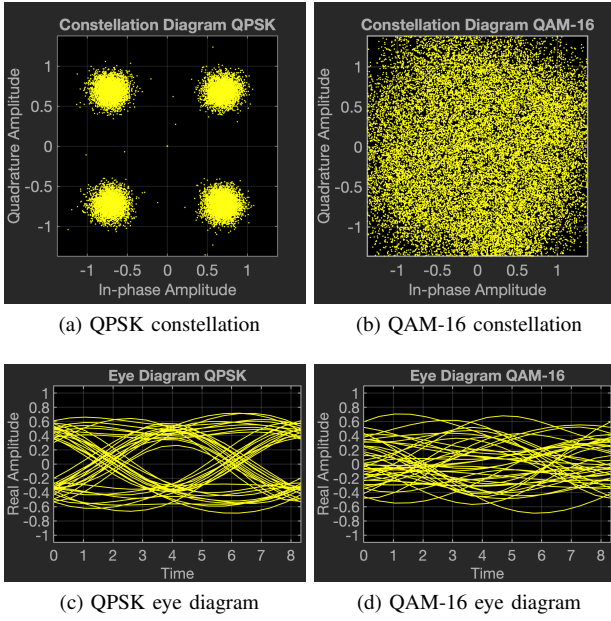 Constellation Diagram QPSK
Quadrature Amplitude
1
0.5
0
-0.5
-1
-1 -0.5 0 0.5 1
In-phase Amplitude
(a) QPSK constellation
Constellation Diagram QAM-16
Quadrature Amplitude
1
0.5
0
-0.5
-1
-1 -0.5 0 0.5 1
In-phase Amplitude
(b) QAM-16 constellation
Eye Diagram QPSK
Real Amplitude
1
0.8
0.6
0.4
0.2
0
-0.2
-0.4
-0.6
-0.8
-1
0 1 2 3 4 5 6 7 8
Time
(c) QPSK eye diagram
Eye Diagram QAM-16
Real Amplitude
1
0.8
0.6
0.4
0.2
0
-0.2
-0.4
-0.6
-0.8
-1
0 1 2 3 4 5 6 7 8
Time
(d) QAM-16 eye diagram